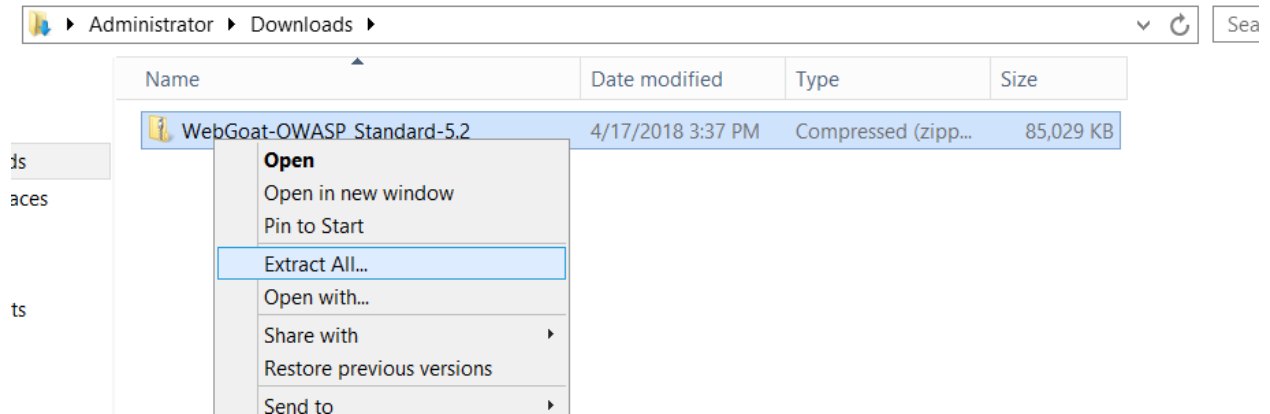 Administrator Downloads Sea
Name Date modified Type Size
WebGoat-OWASP_Standard-5.2 4/17/2018 3:37 PM Compressed (zipp... 85,029 KB
ds
Open
aces
Open in new window
Pin to Start
Extract All...
Open with...
ts
Share with
Restore previous versions
Send to